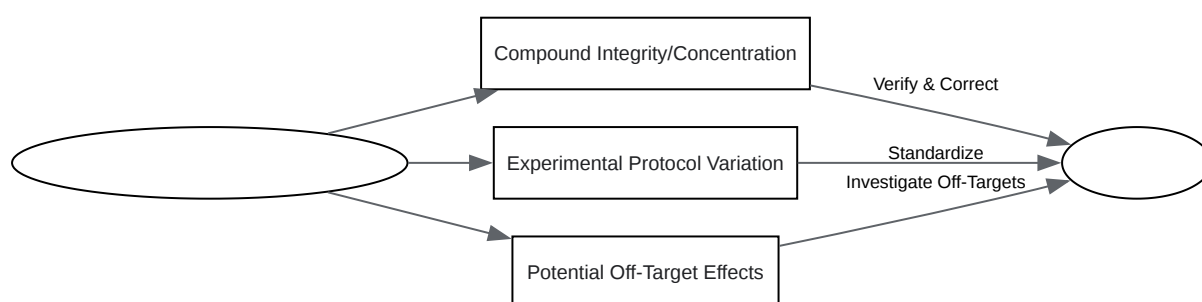 Compound Integrity/Concentration
Verify & Correct
Experimental Protocol Variation
Standardize
Investigate Off-Targets
Potential Off-Target Effects